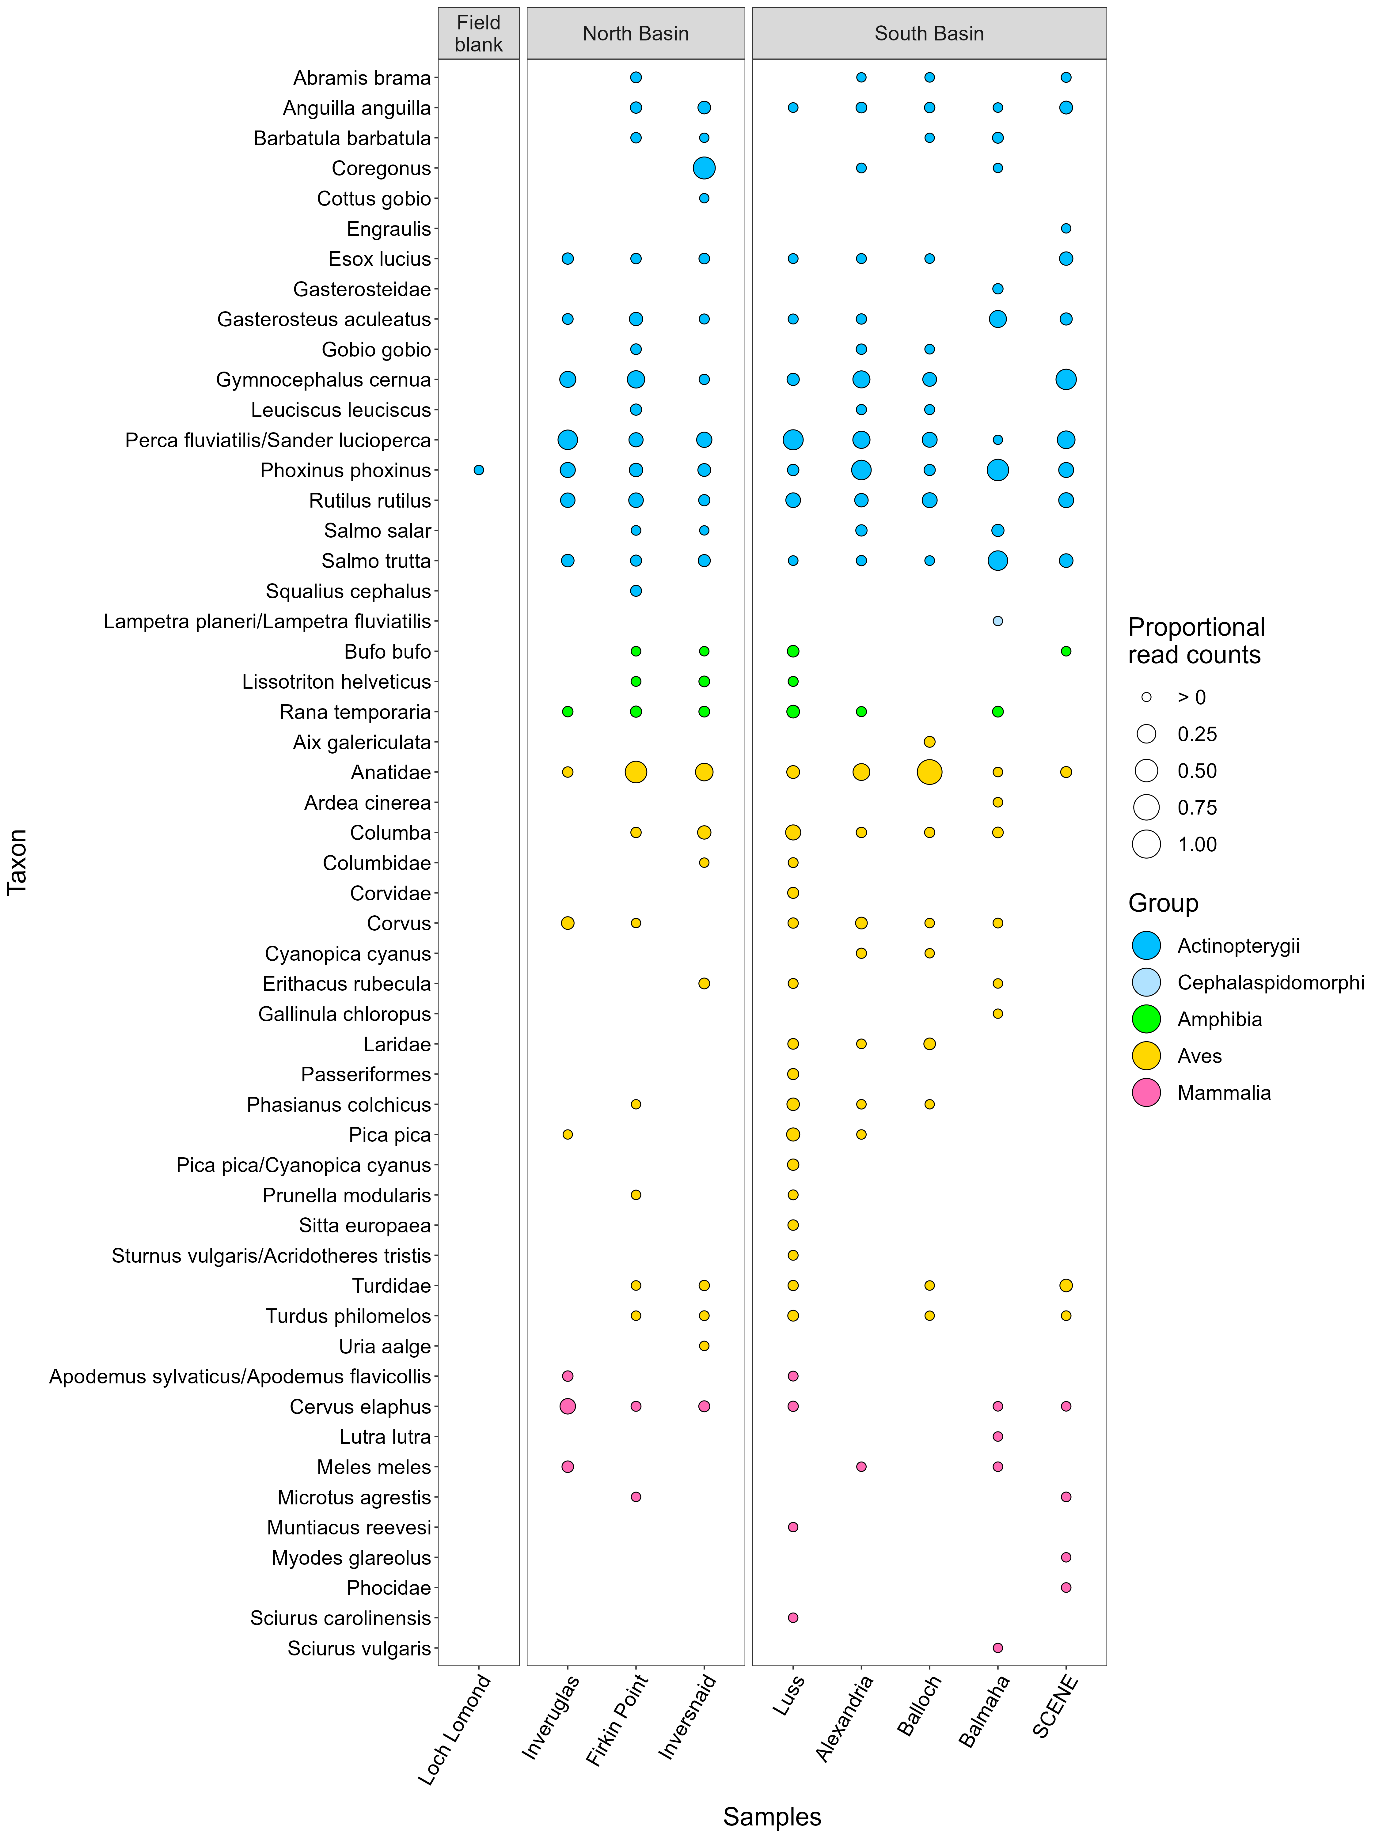 Field
blank
North Basin
South Basin
Abramis brama
Anguilla anguilla
Barbatula barbatula
Coregonus
Cottus gobio
Engraulis
Esox lucius
Gasterosteidae
Gasterosteus aculeatus
Gobio gobio
Gymnocephalus cernua
Leuciscus leuciscus
Perca fluviatilis/Sander lucioperca
Phoxinus phoxinus
Rutilus rutilus
Salmo salar
Salmo trutta
Squalius cephalus
Lampetra planeri/Lampetra fluviatilis
Bufo bufo
Lissotriton helveticus
Rana temporaria
Aix galericulata
Anatidae
Ardea cinerea
Columba
Columbidae
Corvidae
Corvus
Cyanopica cyanus
Erithacus rubecula
Gallinula chloropus
Laridae
Passeriformes
Phasianus colchicus
Pica pica
Pica pica/Cyanopica cyanus
Prunella modularis
Sitta europaea
Sturnus vulgaris/Acridotheres tristis
Turdidae
Turdus philomelos
Uria aalge
Apodemus sylvaticus/Apodemus flavicollis
Cervus elaphus
Lutra lutra
Meles meles
Microtus agrestis
Muntiacus reevesi
Myodes glareolus
Phocidae
Sciurus carolinensis
Sciurus vulgaris
Taxon
Loch Lomond
Inveruglas
Firkin Point
Inversnaid
Luss
Alexandria
Balloch
Balmaha
SCENE
Samples
Proportional
read counts
> 0
0.25
0.50
0.75
1.00
Group
Actinopterygii
Cephalaspidomorphi
Amphibia
Aves
Mammalia